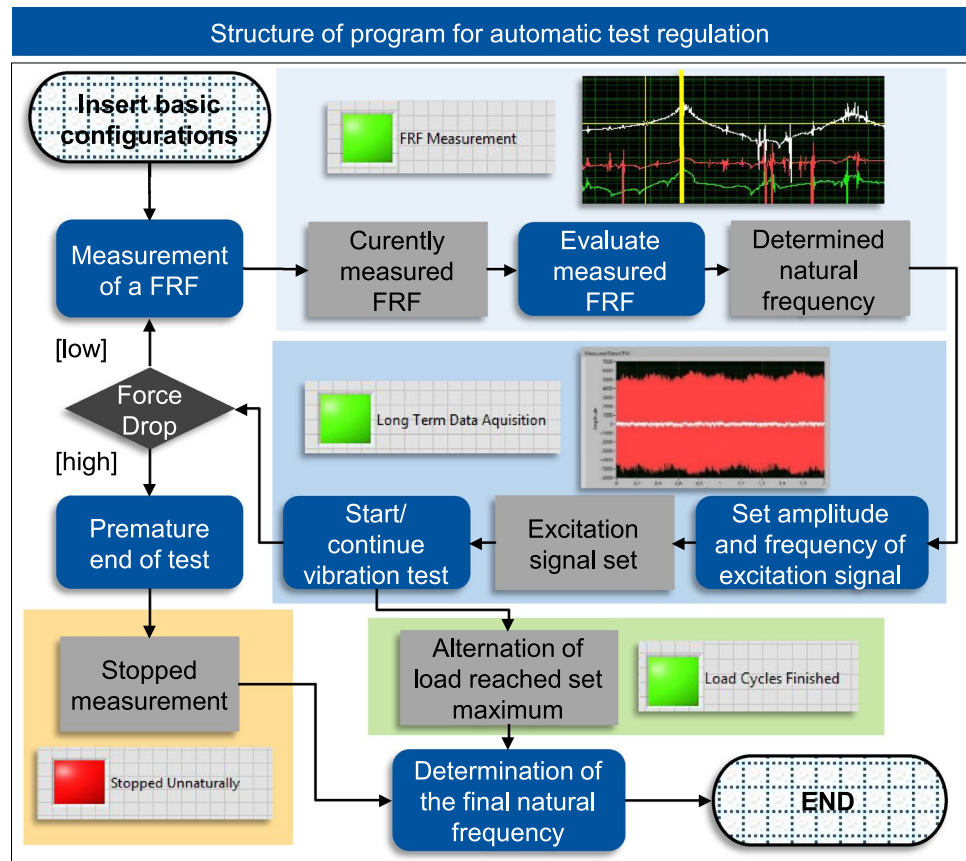 Structure of program for automatic test regulation
Insert basic
configurations
FRF Measurement
Measurement
of a FRF
Curently
measured
FRF
Evaluate
measured
FRF
Determined
natural
frequency
[low]
Force
Drop
[high]
Long Term Data Aquisition
Amplitude
Premature
end of test
Start/
continue
vibration test
Excitation
signal set
Set amplitude
and frequency of
excitation signal
Stopped
measurement
Alternation of
load reached set
maximum
Load Cycles Finished
Stopped Unnaturally
Determination of
the final natural
frequency
END